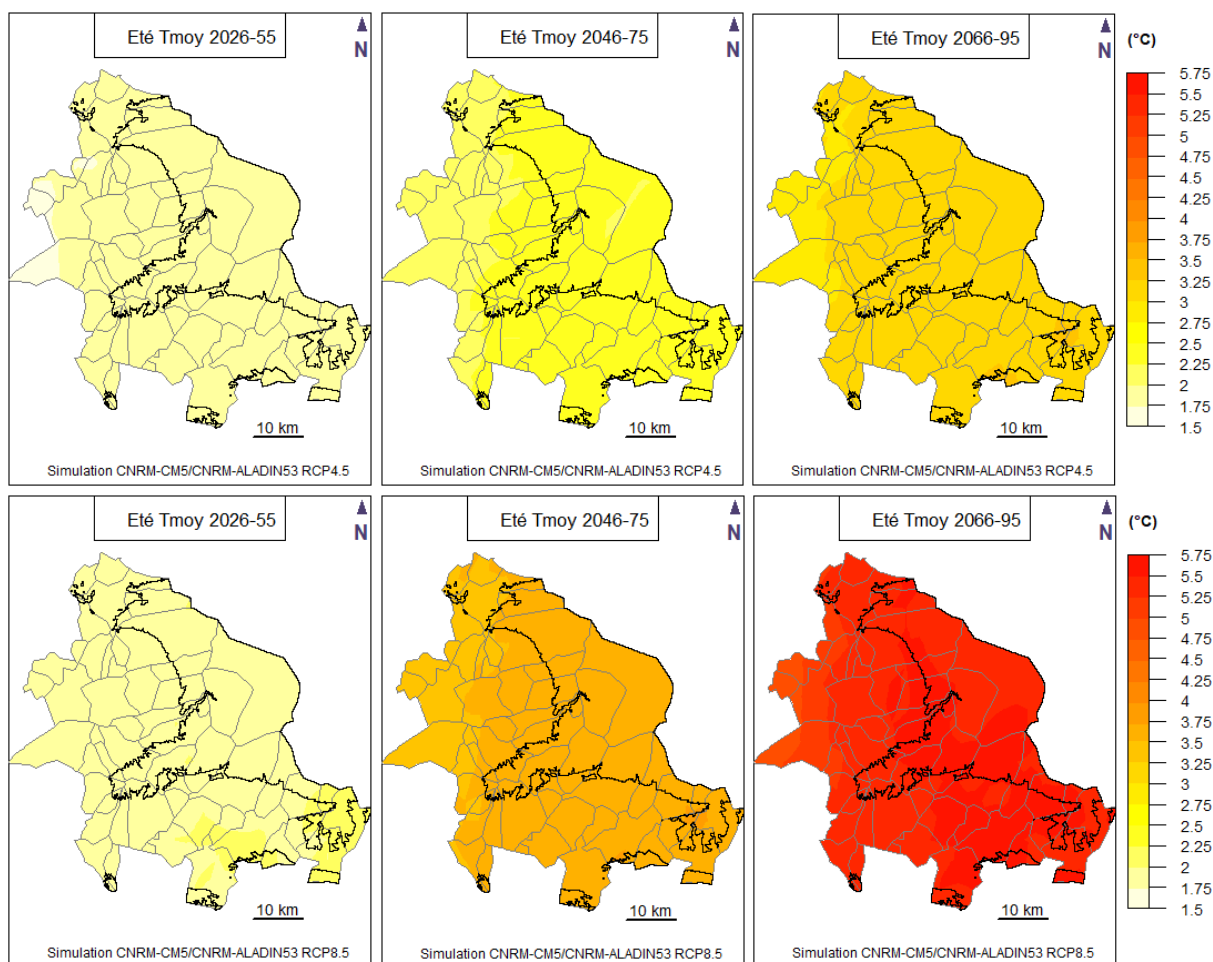 Eté Tmoy 2026-55
N
10 km
Simulation CNRM-CM5/CNRM-ALADIN53 RCP4.5
Eté Tmoy 2046-75
N
10 km
Simulation CNRM-CM5/CNRM-ALADIN53 RCP4.5
Eté Tmoy 2066-95
N
10 km
Simulation CNRM-CM5/CNRM-ALADIN53 RCP4.5
(°C)
5.75
5.5
5.25
5
4.75
4.5
4.25
4
3.75
3.5
3.25
3
2.75
2.5
2.25
2
1.75
1.5
Eté Tmoy 2026-55
N
10 km
Simulation CNRM-CM5/CNRM-ALADIN53 RCP8.5
Eté Tmoy 2046-75
N
10 km
Simulation CNRM-CM5/CNRM-ALADIN53 RCP8.5
Eté Tmoy 2066-95
N
10 km
Simulation CNRM-CM5/CNRM-ALADIN53 RCP8.5
(°C)
5.75
5.5
5.25
5
4.75
4.5
4.25
4
3.75
3.5
3.25
3
2.75
2.5
2.25
2
1.75
1.5